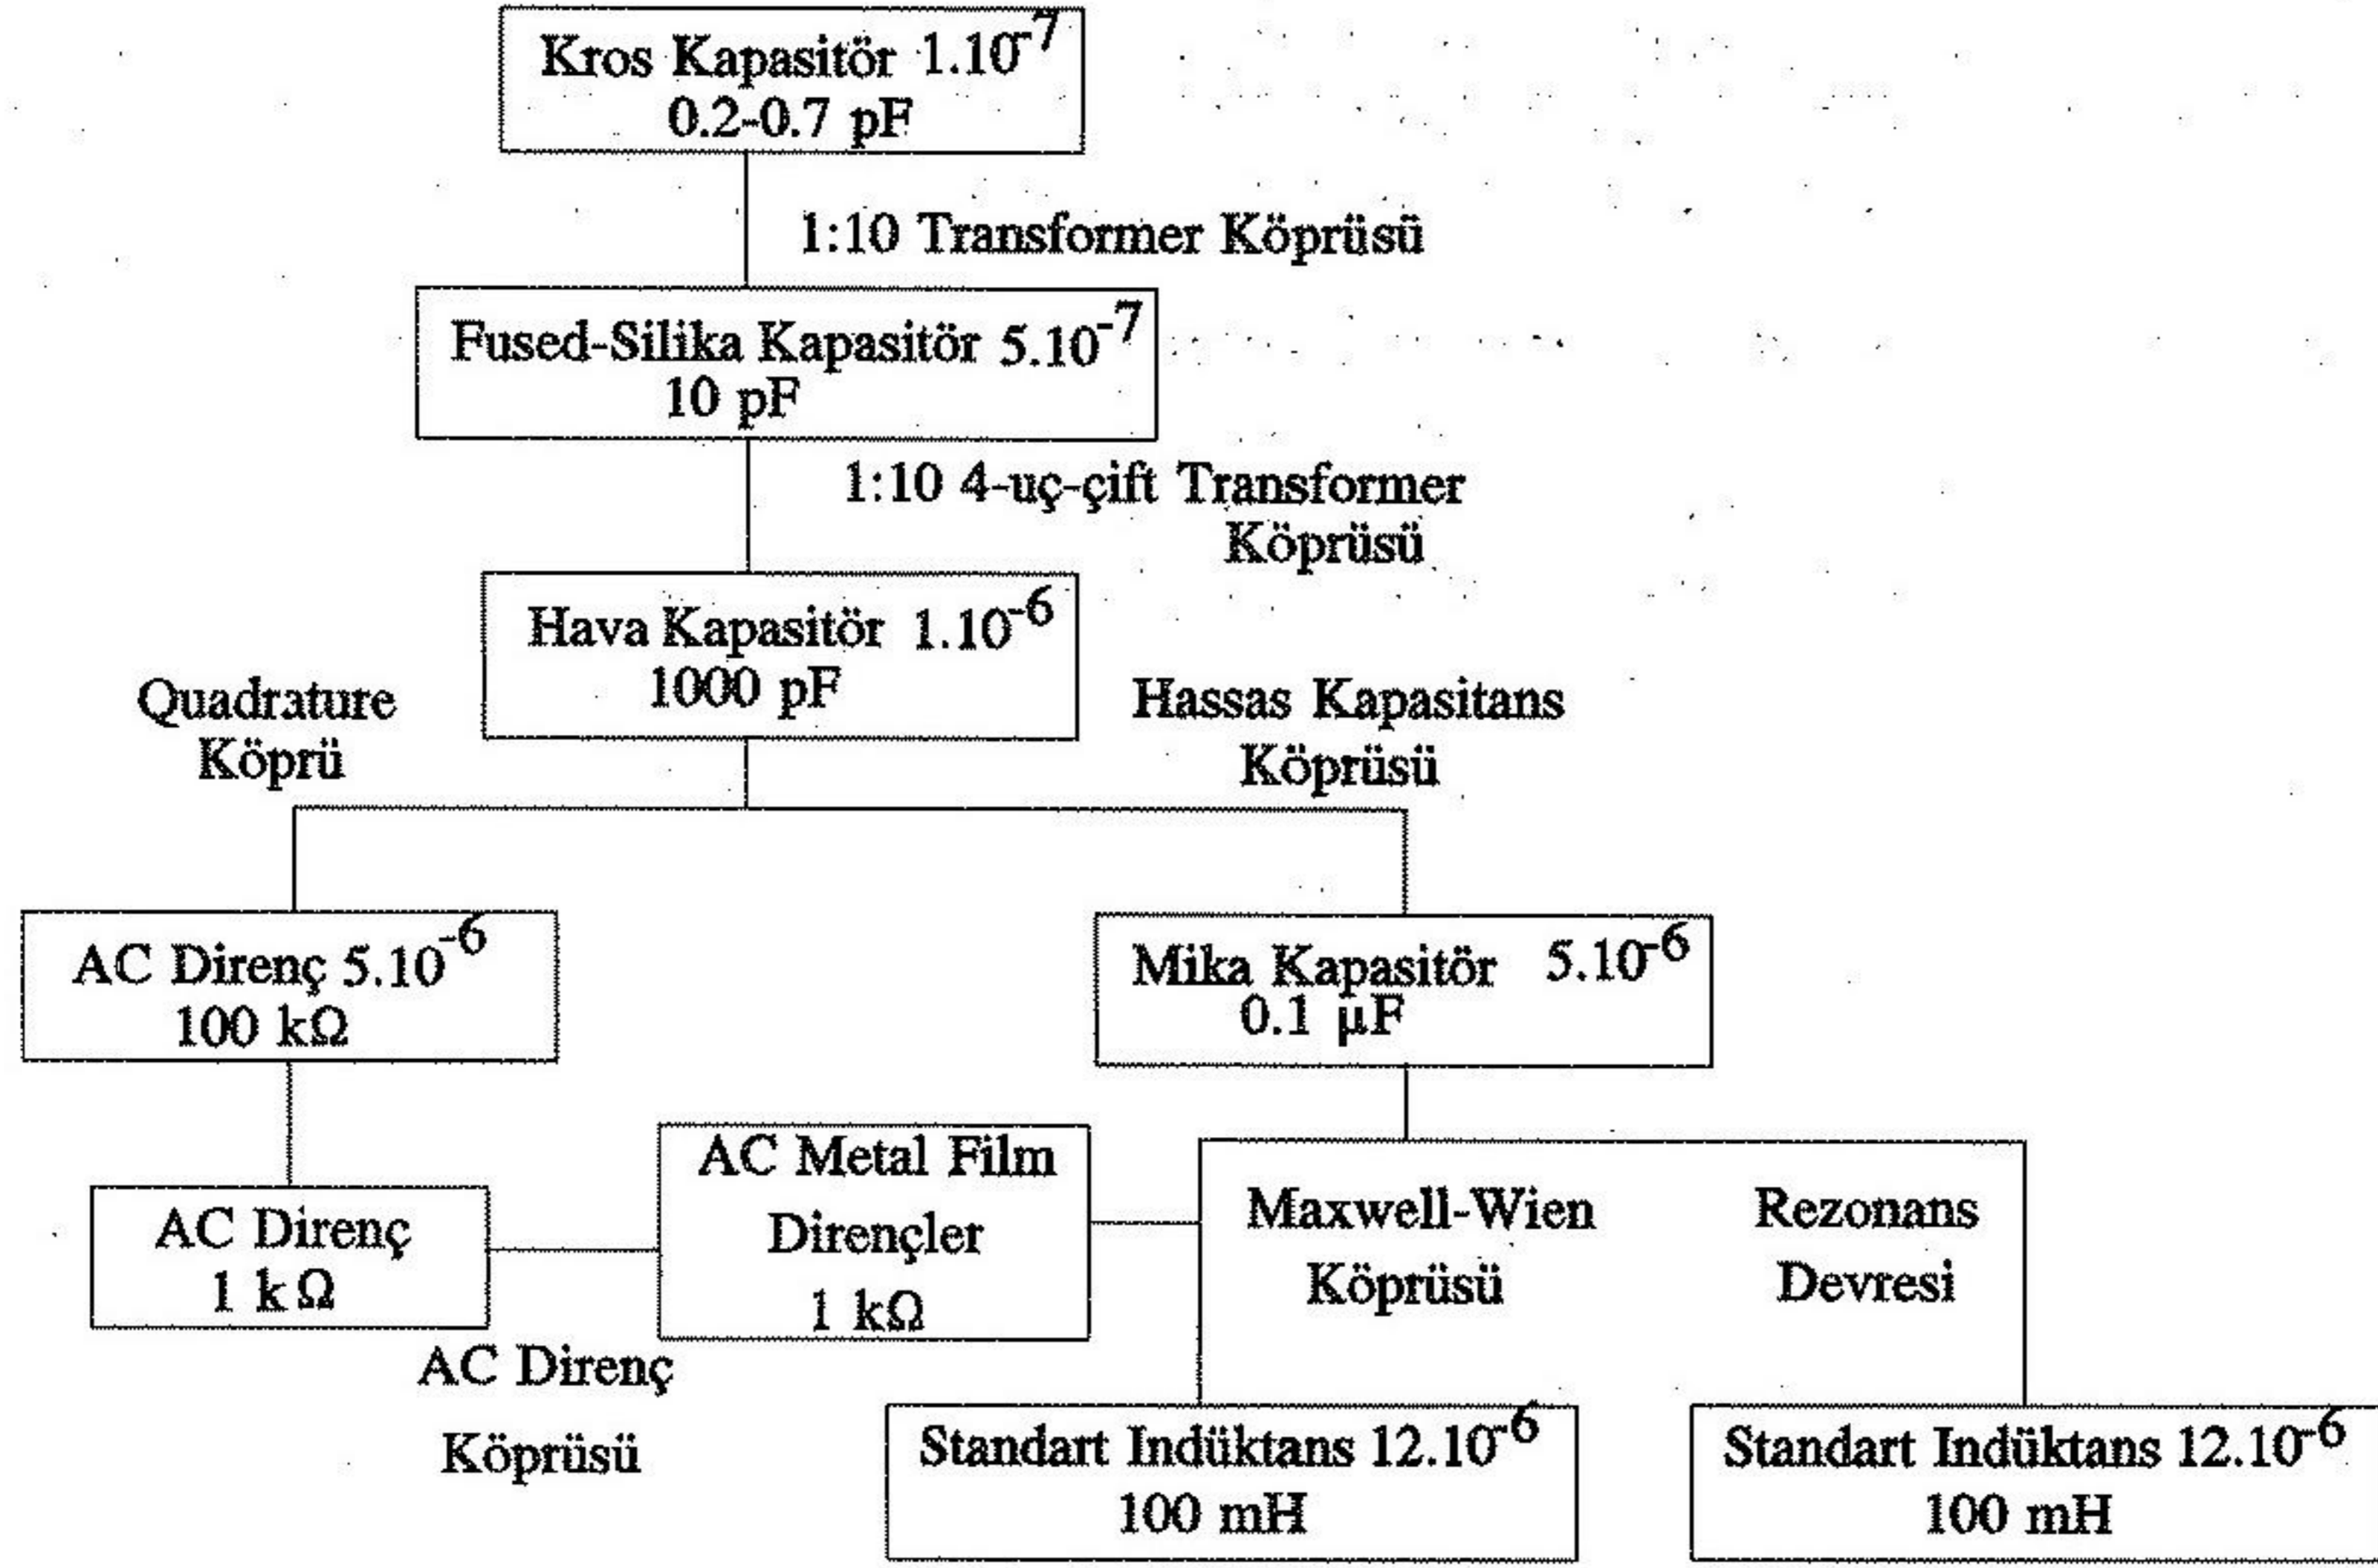 Kros Kapasitör 1.10⁻⁷
0.2-0.7 pF
1:10 Transformer Köprüsü
Fused-Silika Kapasitör 5.10⁻⁷
10 pF
1:10 4-uç-çift Transformer
Köprüsü
Hava Kapasitör 1.10⁻⁶
1000 pF
Quadrature
Köprü
Hassas Kapasitans
Köprüsü
AC Direnç 5.10⁻⁶
100 kΩ
Mika Kapasitör 5.10⁻⁶
0.1 µF
AC Direnç
1 kΩ
AC Metal Film
Dirençler
1 kΩ
AC Direnç
Köprüsü
Maxwell-Wien
Köprüsü
Rezonans
Devresi
Standart Indüktans 12.10⁻⁶
100 mH
Standart Indüktans 12.10⁻⁶
100 mH